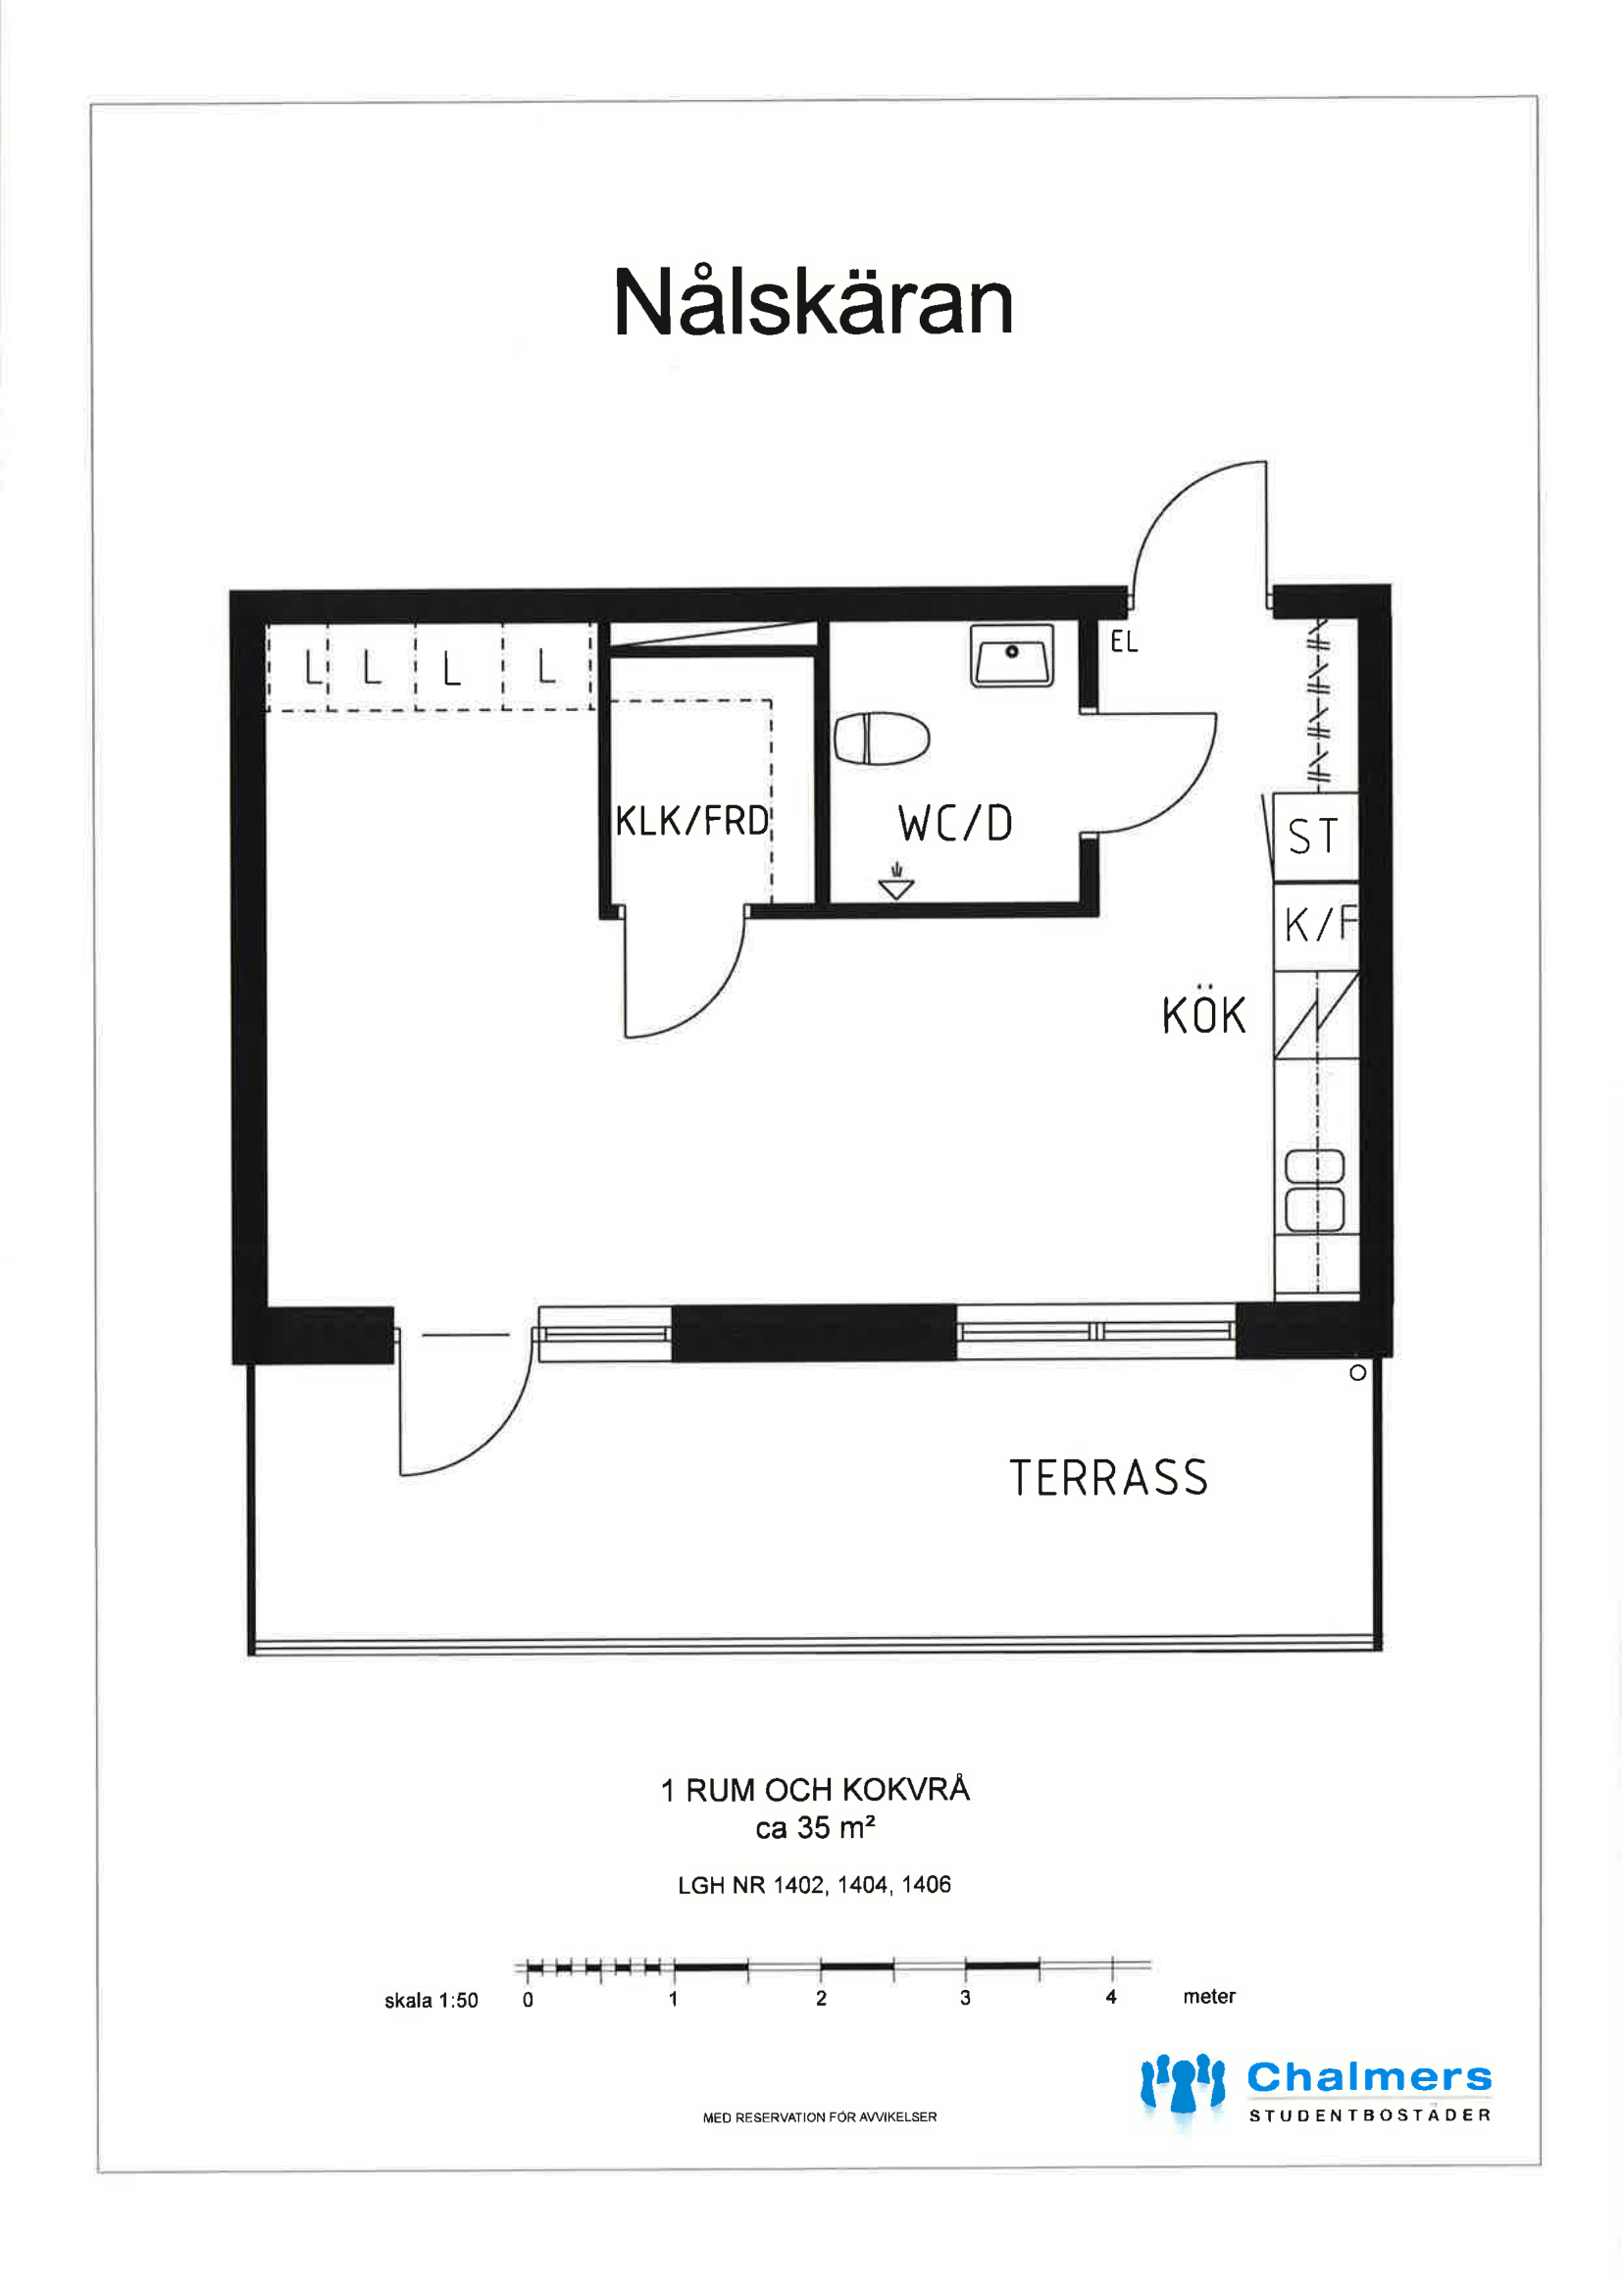 Nålskäran
EL
L L L L
KLK/FRD
WC/D
ST
K/F
KÖK
TERRASS
1 RUM OCH KOKVRÅ
ca 35 m²
LGH NR 1402, 1404, 1406
skala 1:50 0 1 2 3 4 meter
Chalmers
STUDENTBOSTÄDER
MED RESERVATION FÖR AVVIKELSER